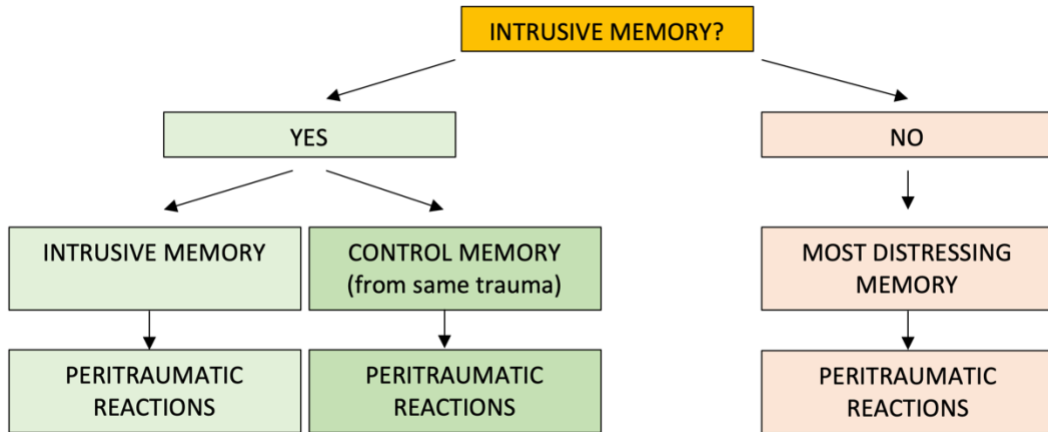 INTRUSIVE MEMORY?
YES
NO
INTRUSIVE MEMORY
CONTROL MEMORY
(from same trauma)
MOST DISTRESSING
MEMORY
PERITRAUMATIC
REACTIONS
PERITRAUMATIC
REACTIONS
PERITRAUMATIC
REACTIONS